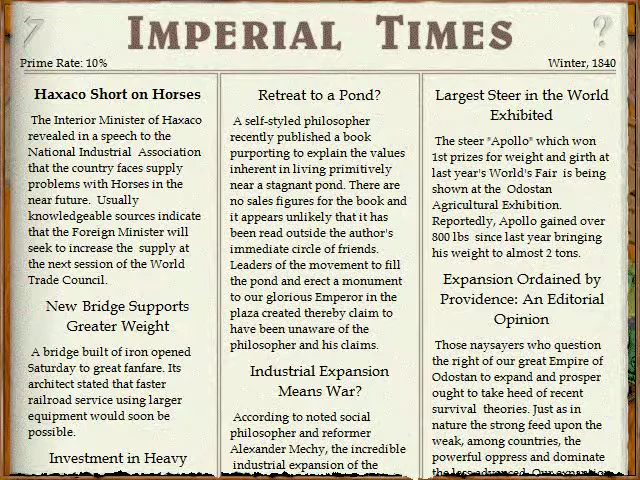 Imperial Times
Prime Rate: 10%
Winter, 1840
Haxaco Short on Horses
The Interior Minister of Haxaco
revealed in a speech to the
National Industrial Association
that the country faces supply
problems with Horses in the
near future. Usually
knowledgeable sources indicate
that the Foreign Minister will
seek to increase the supply at
the next session of the World
Trade Council.
New Bridge Supports
Greater Weight
A bridge built of iron opened
Saturday to great fanfare. Its
architect stated that faster
railroad service using larger
equipment would soon be
possible.
Investment in Heavy
Retreat to a Pond?
A self-styled philosopher
recently published a book
purporting to explain the values
inherent in living primitively
near a stagnant pond. There are
no sales figures for the book and
it appears unlikely that it has
been read outside the author's
immediate circle of friends.
Leaders of the movement to fill
the pond and erect a monument
to our glorious Emperor in the
plaza created thereby claim to
have been unaware of the
philosopher and his claims.
Industrial Expansion
Means War?
According to noted social
philosopher and reformer
Alexander Mechy, the incredible
industrial expansion of the
Largest Steer in the World
Exhibited
The steer "Apollo" which won
1st prizes for weight and girth at
last year's World's Fair is being
shown at the Odostan
Agricultural Exhibition.
Reportedly, Apollo gained over
800 lbs since last year bringing
his weight to almost 2 tons.
Expansion Ordained by
Providence: An Editorial
Opinion
Those naysayers who question
the right of our great Empire of
Odostan to expand and prosper
ought to take heed of recent
survival theories. Just as in
nature the strong feed upon the
weak, among countries, the
powerful oppress and dominate
the less advanced. Our expansion